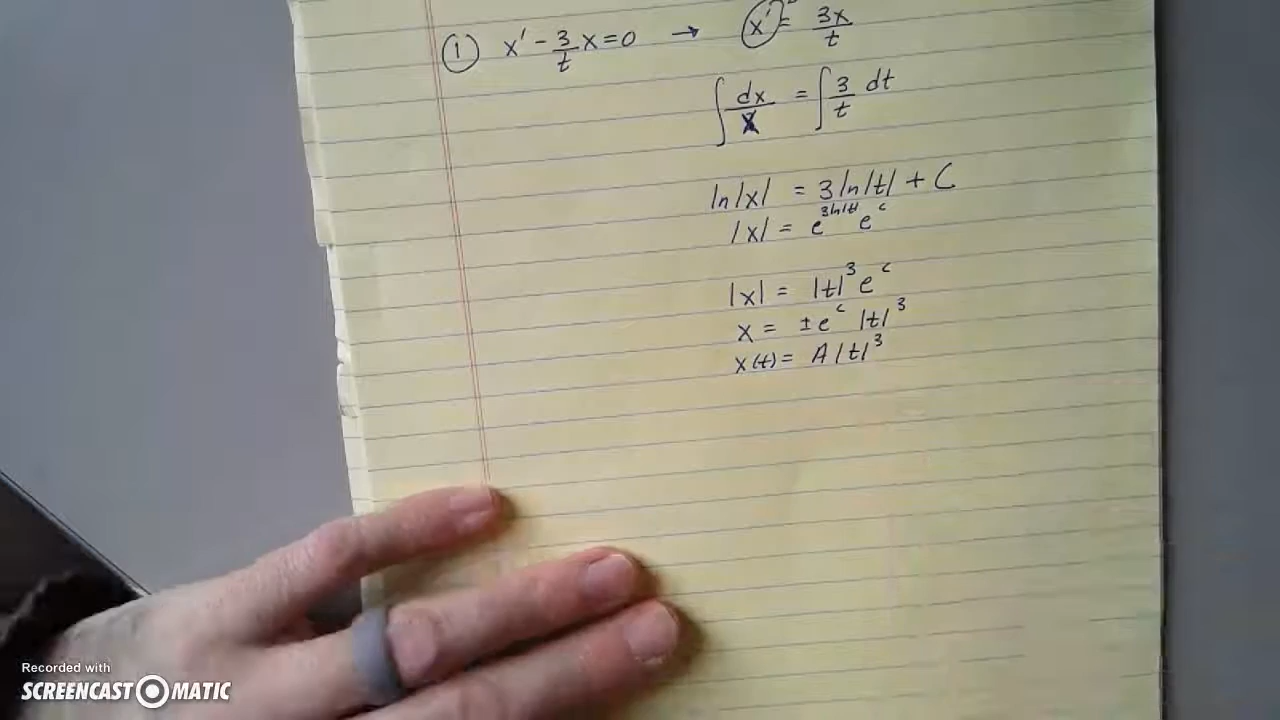 ① x' - 3/t x = 0 → x' = 3x/t
∫ dx/x = ∫ 3/t dt
ln|x| = 3ln|t| + C
|x| = e^{3ln|t|} e^c
|x| = |t|^3 e^c
x = ±e^c |t|^3
x(t) = A|t|^3
Recorded with
SCREENCAST-O-MATIC